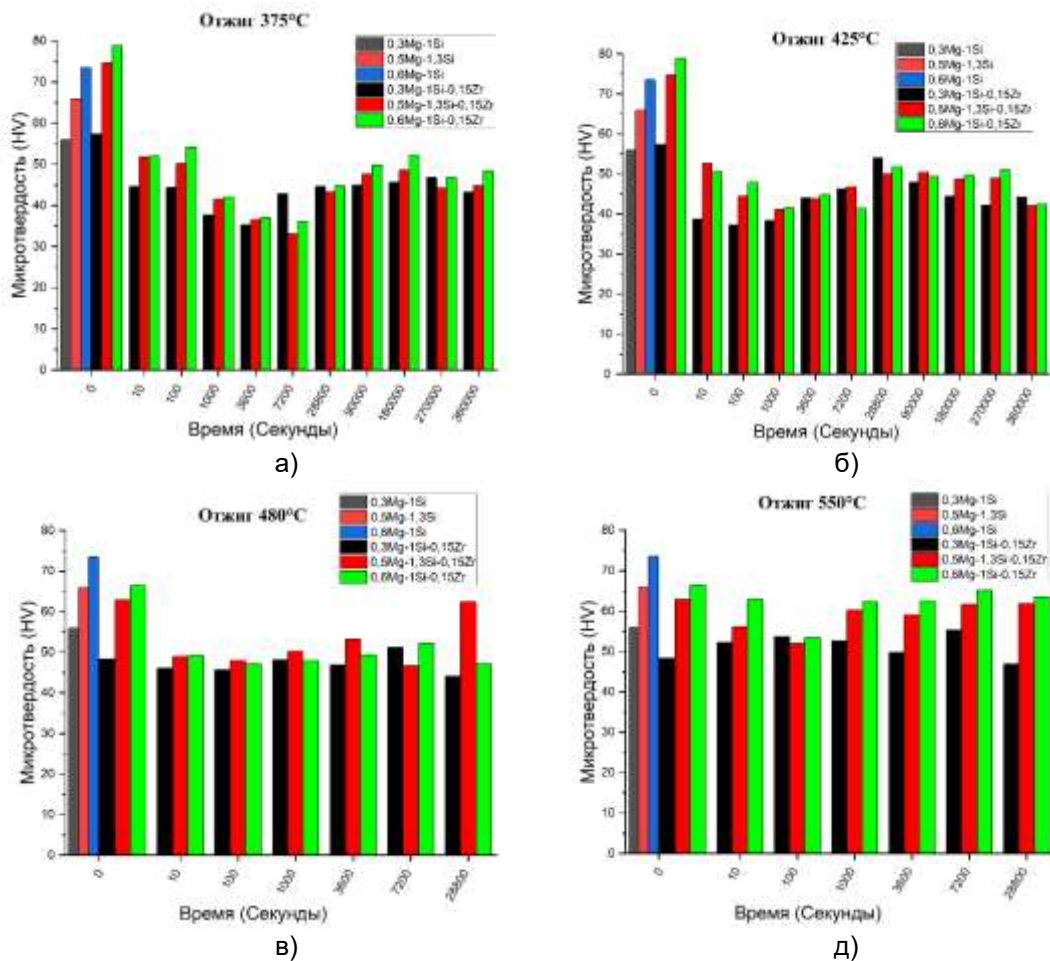 Отжиг 375°C
0,3Mg-1Si
0,5Mg-1,3Si
0,6Mg-1Si
0,3Mg-1Si-0,15Zr
0,5Mg-1,3Si-0,15Zr
0,6Mg-1Si-0,15Zr
Микротвердость (HV)
80
70
60
50
40
30
20
10
0
0
10
100
1000
3600
7200
28800
90000
180000
270000
360000
Время (Секунды)
а)
Отжиг 425°C
0,3Mg-1Si
0,5Mg-1,3Si
0,6Mg-1Si
0,3Mg-1Si-0,15Zr
0,5Mg-1,3Si-0,15Zr
0,6Mg-1Si-0,15Zr
Микротвердость (HV)
80
70
60
50
40
30
20
10
0
0
10
100
1000
3600
7200
28800
90000
180000
270000
360000
Время (Секунды)
б)
Отжиг 480°C
0,3Mg-1Si
0,5Mg-1,3Si
0,6Mg-1Si
0,3Mg-1Si-0,15Zr
0,5Mg-1,3Si-0,15Zr
0,6Mg-1Si-0,15Zr
Микротвердость (HV)
80
70
60
50
40
30
20
10
0
0
10
100
1000
3600
7200
28800
Время (Секунды)
в)
Отжиг 550°C
0,3Mg-1Si
0,5Mg-1,3Si
0,6Mg-1Si
0,3Mg-1Si-0,15Zr
0,5Mg-1,3Si-0,15Zr
0,6Mg-1Si-0,15Zr
Микротвердость (HV)
80
70
60
50
40
30
20
10
0
0
10
100
1000
3600
7200
28800
Время (Секунды)
д)